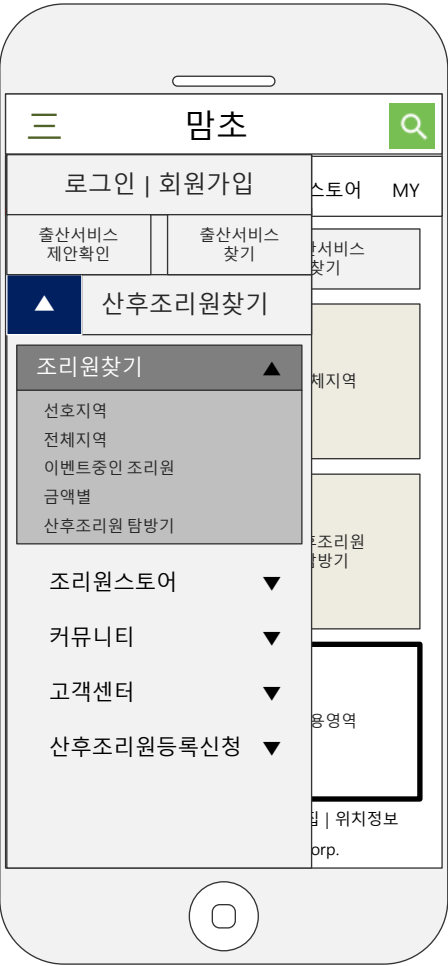 맘초
로그인 | 회원가입
스토어 MY
출산서비스
제안확인
출산서비스
찾기
산서비스
찾기
산후조리원찾기
조리원찾기
체지역
선호지역
전체지역
이벤트중인 조리원
금액별
산후조리원 탐방기
후조리원
탐방기
조리원스토어
커뮤니티
고객센터
용영역
산후조리원등록신청
| 위치정보
orp.